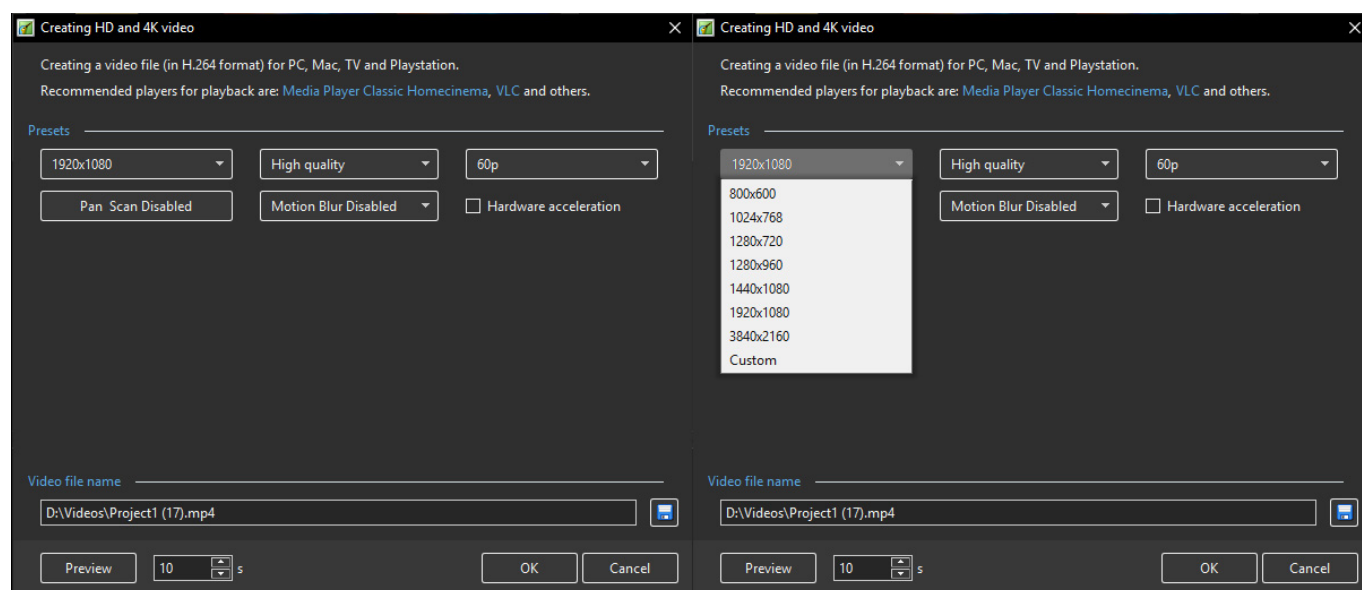 Creating HD and 4K video
Creating a video file (in H.264 format) for PC, Mac, TV and Playstation.
Recommended players for playback are: Media Player Classic Homecinema, VLC and others.
Presets
1920x1080
High quality
60p
Pan Scan Disabled
Motion Blur Disabled
Hardware acceleration
Video file name
D:\Videos\Project1 (17).mp4
Preview
10
s
OK
Cancel
Creating HD and 4K video
Creating a video file (in H.264 format) for PC, Mac, TV and Playstation.
Recommended players for playback are: Media Player Classic Homecinema, VLC and others.
Presets
1920x1080
High quality
60p
800x600
1024x768
1280x720
1280x960
1440x1080
1920x1080
3840x2160
Custom
Motion Blur Disabled
Hardware acceleration
Video file name
D:\Videos\Project1 (17).mp4
Preview
10
s
OK
Cancel